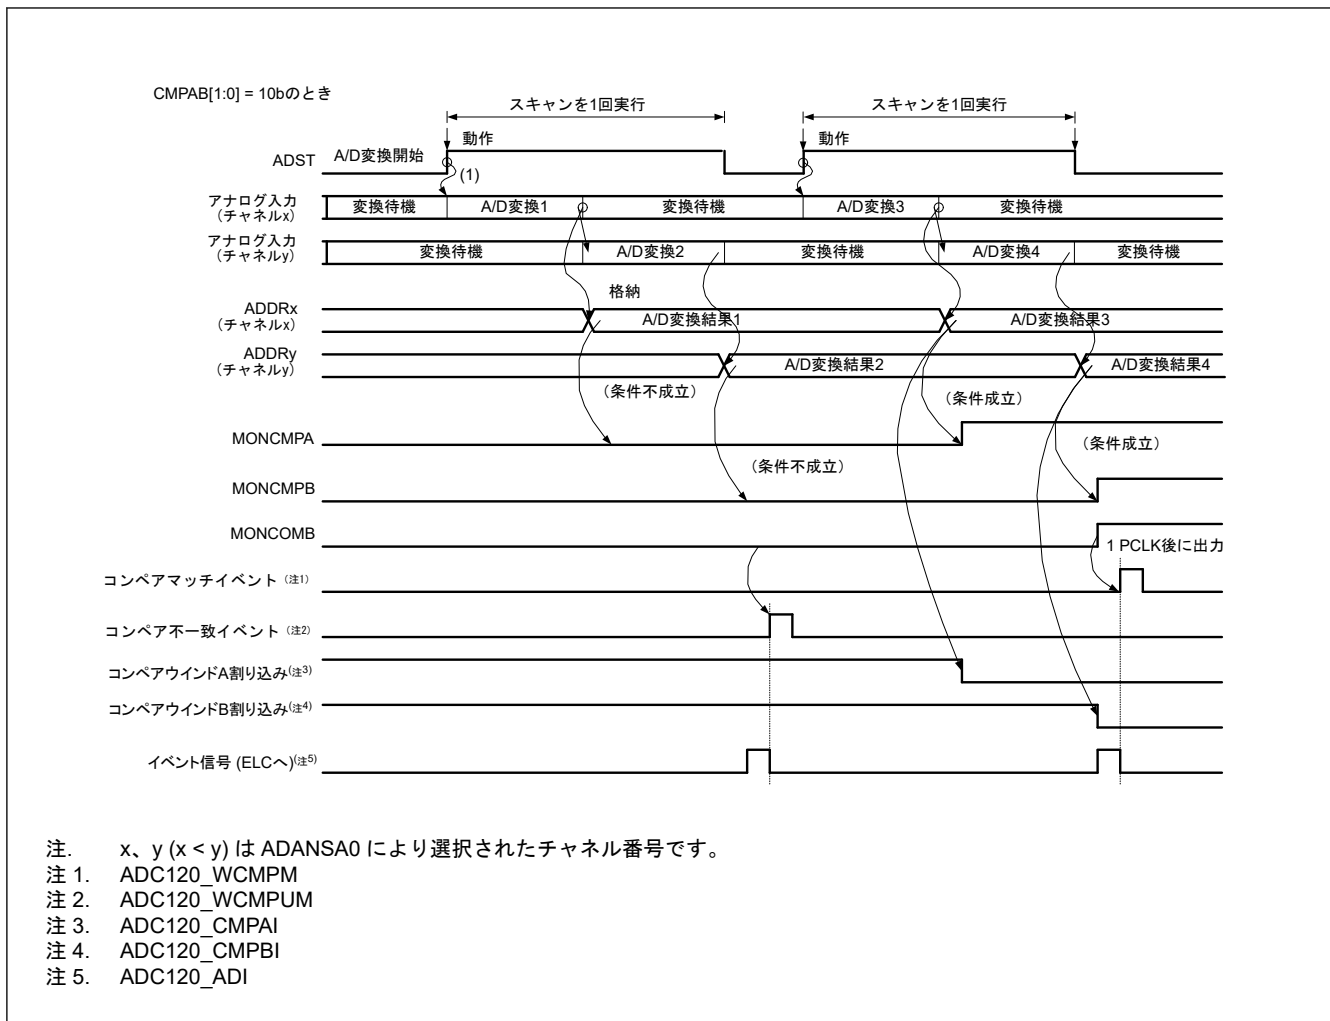 CMPAB[1:0] = 10bのとき
スキャンを1回実行
スキャンを1回実行
ADST
A/D変換開始
動作
動作
(1)
アナログ入力
（チャネルx）
変換待機
A/D変換1
変換待機
A/D変換3
変換待機
アナログ入力
（チャネルy）
変換待機
A/D変換2
変換待機
A/D変換4
変換待機
格納
ADDRx
（チャネルx）
A/D変換結果1
A/D変換結果3
ADDRy
（チャネルy）
A/D変換結果2
A/D変換結果4
（条件不成立）
（条件成立）
MONCMPA
（条件成立）
（条件不成立）
MONCMPB
MONCOMB
1 PCLK後に出力
コンペアマッチイベント（注1）
コンペア不一致イベント（注2）
コンペアウインドA割り込み(注3)
コンペアウインドB割り込み(注4)
イベント信号 (ELCへ)(注5)
注. x、y (x < y) は ADANSA0 により選択されたチャネル番号です。
注 1. ADC120_WCMPM
注 2. ADC120_WCMPUM
注 3. ADC120_CMPAI
注 4. ADC120_CMPBI
注 5. ADC120_ADI